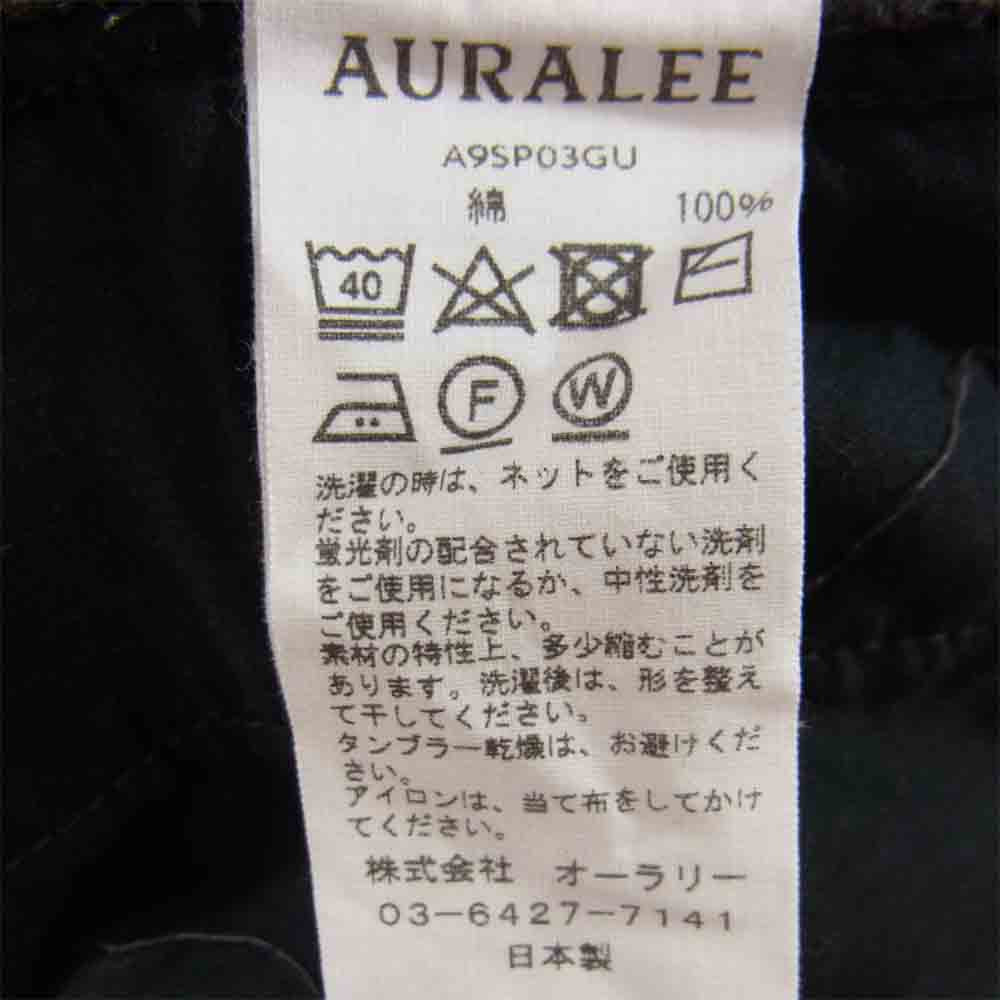 AURALEE
A9SP03GU
綿 100%
40
F W
洗濯の時は、ネットをご使用く
ださい。
蛍光剤の配合されていない洗剤
をご使用になるか、中性洗剤を
ご使用ください。
素材の特性上、多少縮むことが
あります。洗濯後は、形を整え
て干してください。
タンブラー乾燥は、お避けくだ
さい。
アイロンは、当て布をしてかけ
てください。
株式会社 オーラリー
03-6427-7141
日本製